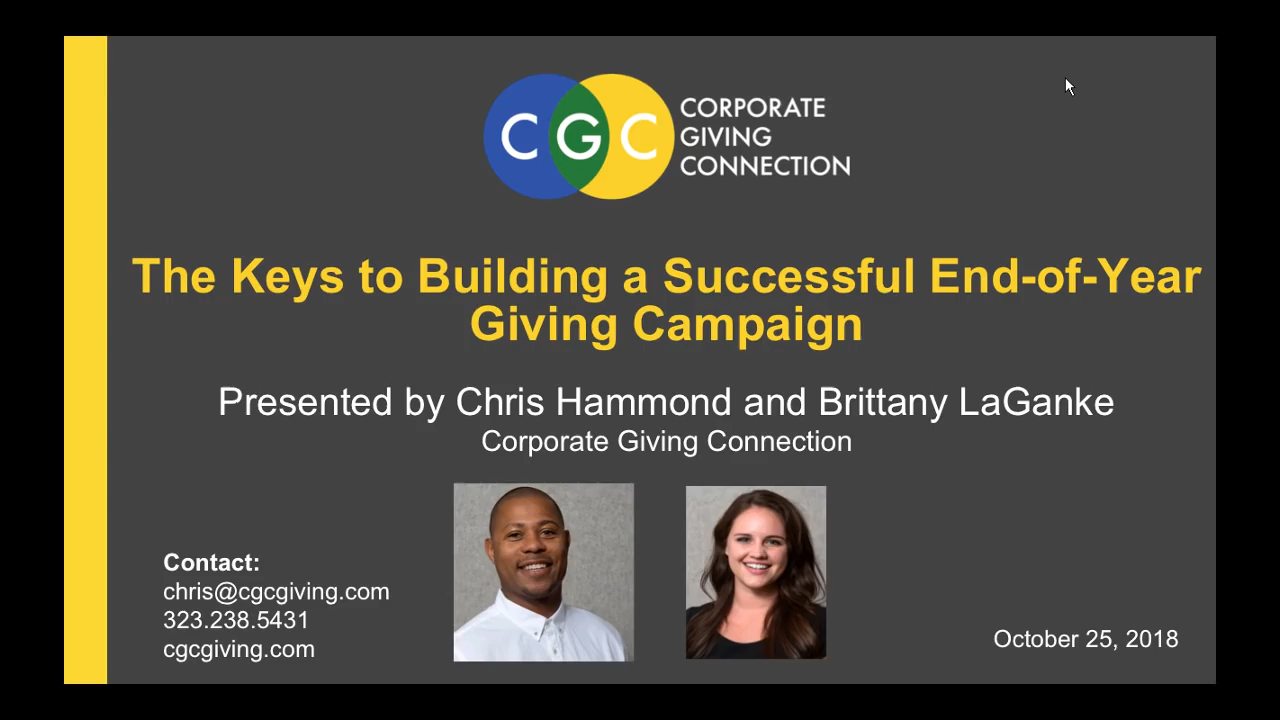 CGC
CORPORATE
GIVING
CONNECTION
The Keys to Building a Successful End-of-Year
Giving Campaign
Presented by Chris Hammond and Brittany LaGanke
Corporate Giving Connection
Contact:
chris@cgcgiving.com
323.238.5431
cgcgiving.com
October 25, 2018